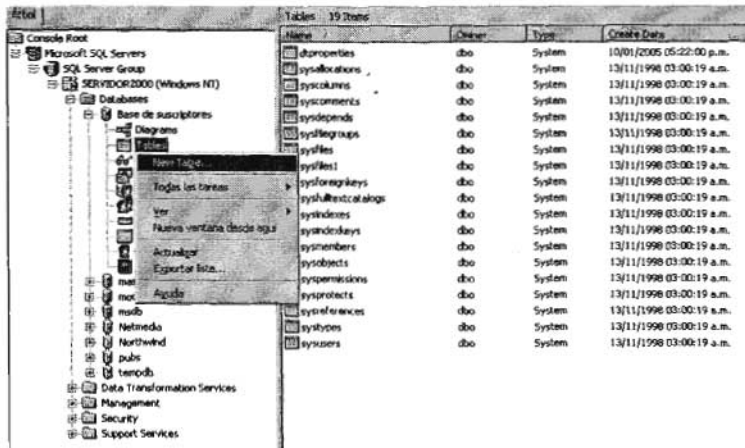 Árbol
Console Root
Microsoft SQL Servers
SQL Server Group
SERVIDOR2000 (Windows NT)
Databases
Base de suscriptores
Diagrams
Tables
New Table...
Todas las tareas
Ver
Nueva ventana desde aquí
Actualizar
Exportar lista...
Ayuda
msdb
Netmedia
Northwind
pubs
tempdb
Data Transformation Services
Management
Security
Support Services
Tables 19 Items
Name Owner Type Create Date
dtproperties dbo System 10/01/2005 05:22:00 p.m.
sysallocations dbo System 13/11/1998 03:00:19 a.m.
syscolumns dbo System 13/11/1998 03:00:19 a.m.
syscomments dbo System 13/11/1998 03:00:19 a.m.
sysdepends dbo System 13/11/1998 03:00:19 a.m.
sysfilegroups dbo System 13/11/1998 03:00:19 a.m.
sysfiles dbo System 13/11/1998 03:00:19 a.m.
sysfiles1 dbo System 13/11/1998 03:00:19 a.m.
sysforeignkeys dbo System 13/11/1998 03:00:19 a.m.
sysfulltextcatalogs dbo System 13/11/1998 03:00:19 a.m.
sysindexes dbo System 13/11/1998 03:00:19 a.m.
sysindexkeys dbo System 13/11/1998 03:00:19 a.m.
sysmembers dbo System 13/11/1998 03:00:19 a.m.
sysobjects dbo System 13/11/1998 03:00:19 a.m.
syspermissions dbo System 13/11/1998 03:00:19 a.m.
sysprotects dbo System 13/11/1998 03:00:19 a.m.
sysreferences dbo System 13/11/1998 03:00:19 a.m.
systypes dbo System 13/11/1998 03:00:19 a.m.
sysusers dbo System 13/11/1998 03:00:19 a.m.